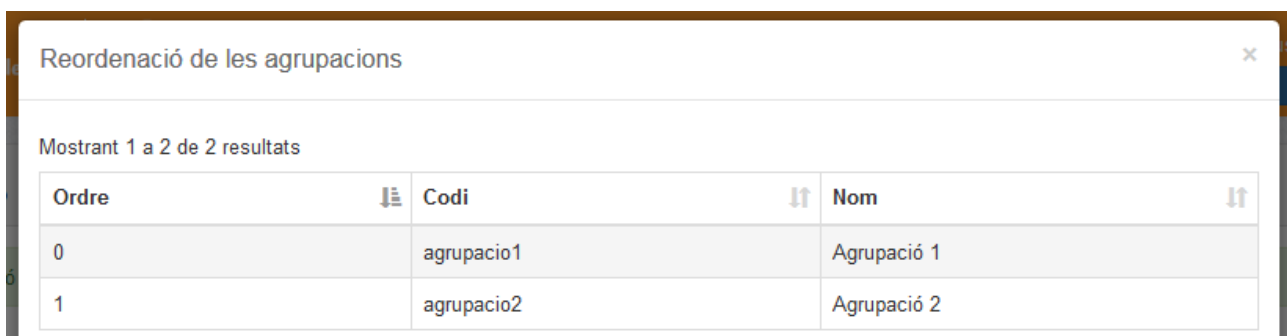 Reordenació de les agrupacions ×
Mostrant 1 a 2 de 2 resultats
Ordre Codi Nom
0 agrupacio1 Agrupació 1
1 agrupacio2 Agrupació 2